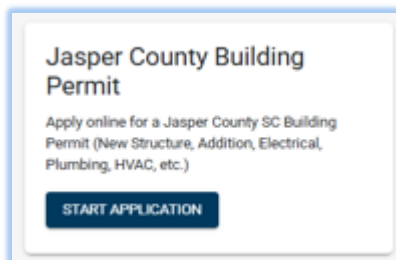 Jasper County Building
Permit
Apply online for a Jasper County SC Building
Permit (New Structure, Addition, Electrical,
Plumbing, HVAC, etc.)
START APPLICATION